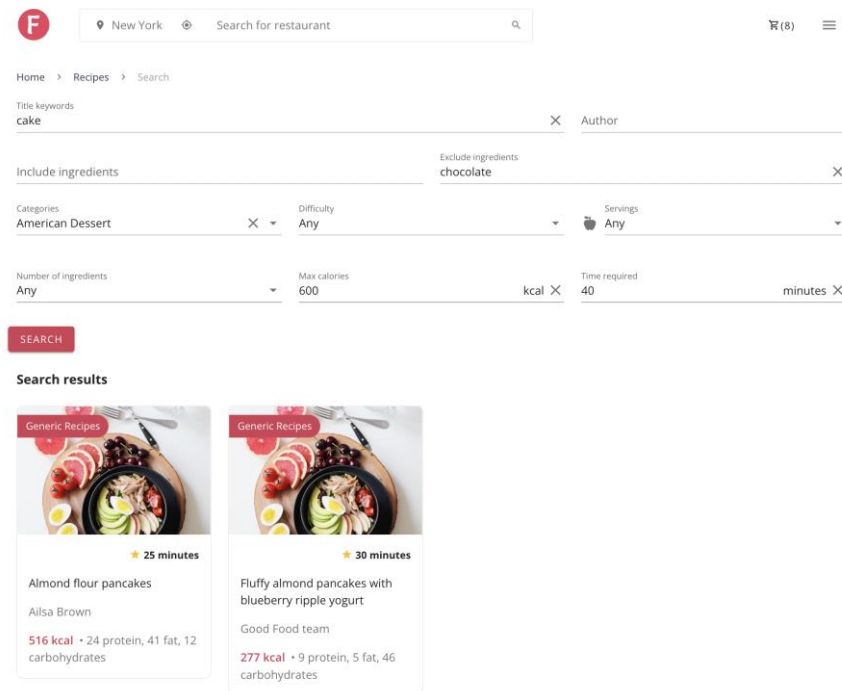 F
New York
Search for restaurant
(8)
Home > Recipes > Search
Title keywords
cake
Author
Include ingredients
Exclude ingredients
chocolate
Categories
American Dessert
Difficulty
Any
Servings
Any
Number of ingredients
Any
Max calories
600 kcal
Time required
40 minutes
SEARCH
Search results
Generic Recipes
25 minutes
Almond flour pancakes
Ailsa Brown
516 kcal • 24 protein, 41 fat, 12
carbohydrates
Generic Recipes
30 minutes
Fluffy almond pancakes with
blueberry ripple yogurt
Good Food team
277 kcal • 9 protein, 5 fat, 46
carbohydrates